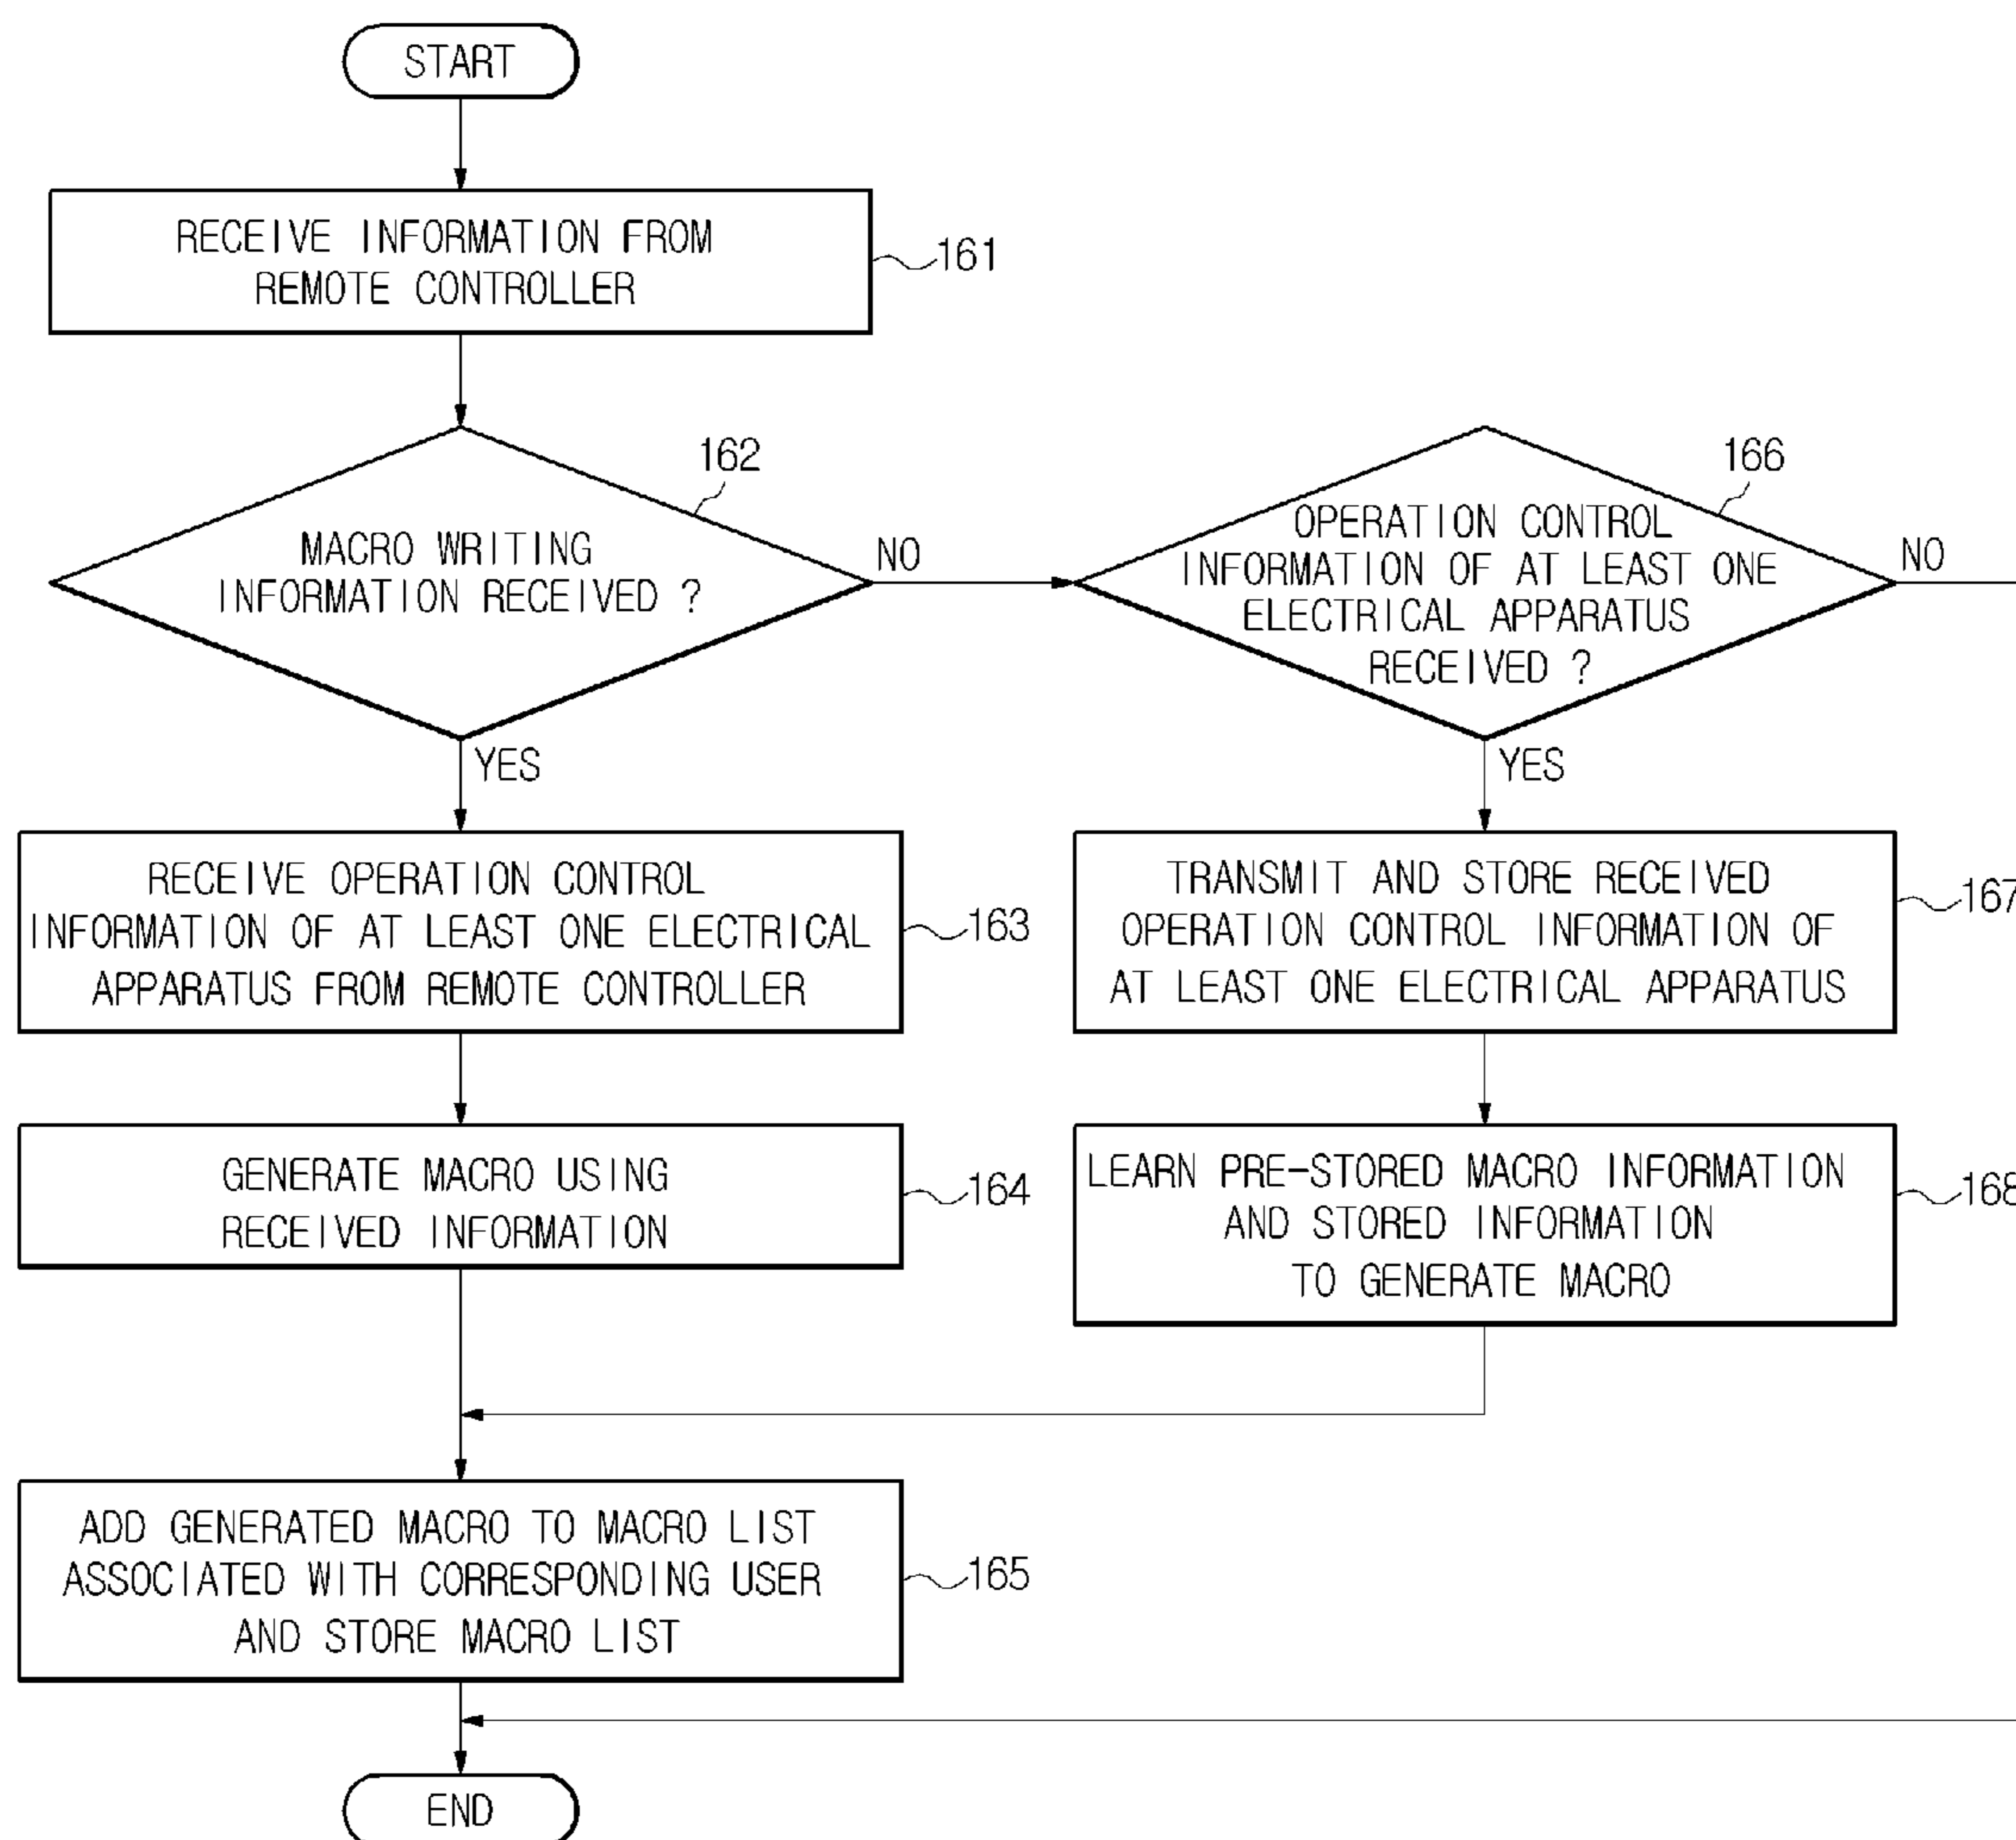 START
RECEIVE INFORMATION FROM
REMOTE CONTROLLER
161
162
MACRO WRITING
INFORMATION RECEIVED ?
NO
YES
166
OPERATION CONTROL
INFORMATION OF AT LEAST ONE
ELECTRICAL APPARATUS
RECEIVED ?
NO
YES
RECEIVE OPERATION CONTROL
INFORMATION OF AT LEAST ONE ELECTRICAL
APPARATUS FROM REMOTE CONTROLLER
163
TRANSMIT AND STORE RECEIVED
OPERATION CONTROL INFORMATION OF
AT LEAST ONE ELECTRICAL APPARATUS
167
GENERATE MACRO USING
RECEIVED INFORMATION
164
LEARN PRE-STORED MACRO INFORMATION
AND STORED INFORMATION
TO GENERATE MACRO
168
ADD GENERATED MACRO TO MACRO LIST
ASSOCIATED WITH CORRESPONDING USER
AND STORE MACRO LIST
165
END